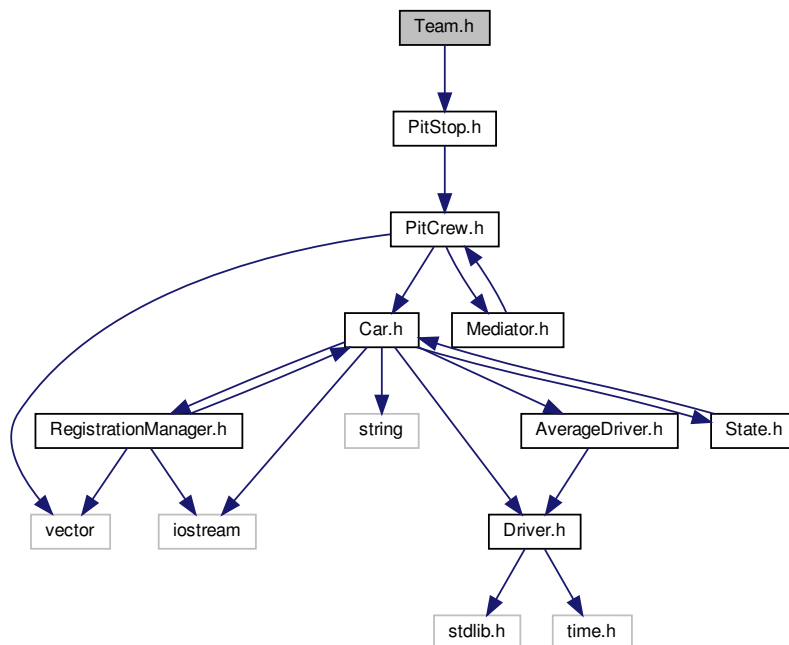 Team.h
PitStop.h
PitCrew.h
Car.h
Mediator.h
RegistrationManager.h
string
AverageDriver.h
State.h
vector
iostream
Driver.h
stdlib.h
time.h